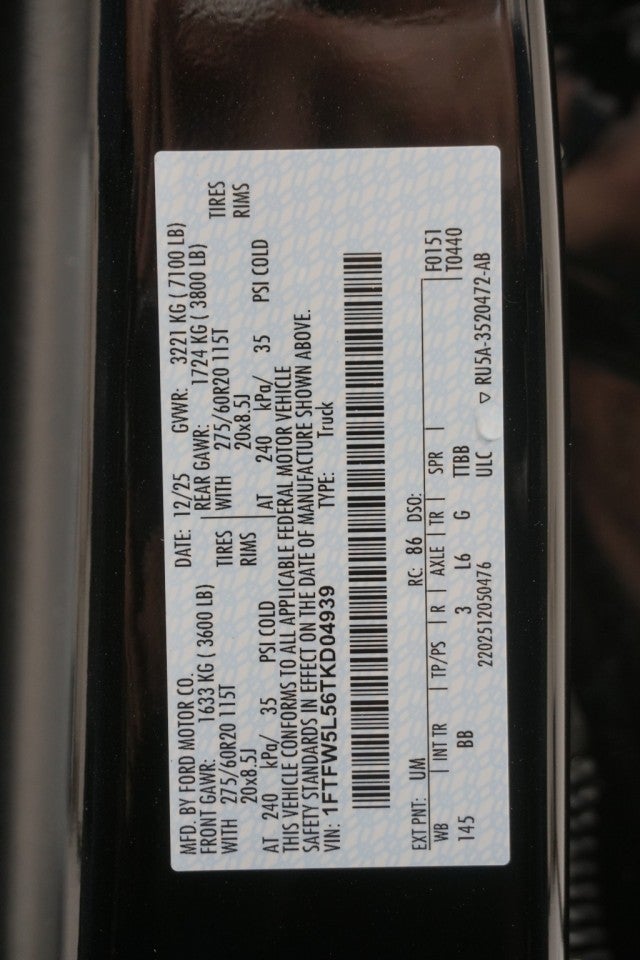 MFD. BY FORD MOTOR CO. DATE: 12/25 GVWR: 3221 KG ( 7100 LB)
FRONT GAWR: 1633 KG ( 3600 LB) REAR GAWR: 1724 KG ( 3800 LB)
WITH 275/60R20 115T TIRES WITH 275/60R20 115T TIRES
20x8.5J RIMS 20x8.5J RIMS
AT 240 kPa/ 35 PSI COLD AT 240 kPa/ 35 PSI COLD
THIS VEHICLE CONFORMS TO ALL APPLICABLE FEDERAL MOTOR VEHICLE
SAFETY STANDARDS IN EFFECT ON THE DATE OF MANUFACTURE SHOWN ABOVE.
VIN: 1FTFW5L56TKD04939 TYPE: Truck
EXT PNT: UM RC: 86 DSO: F0151
WB INT TR TP/PS R AXLE TR SPR T0440
145 BB 3 L6 G TTBB
2202512050476 ULC ▽ RU5A-3520472-AB